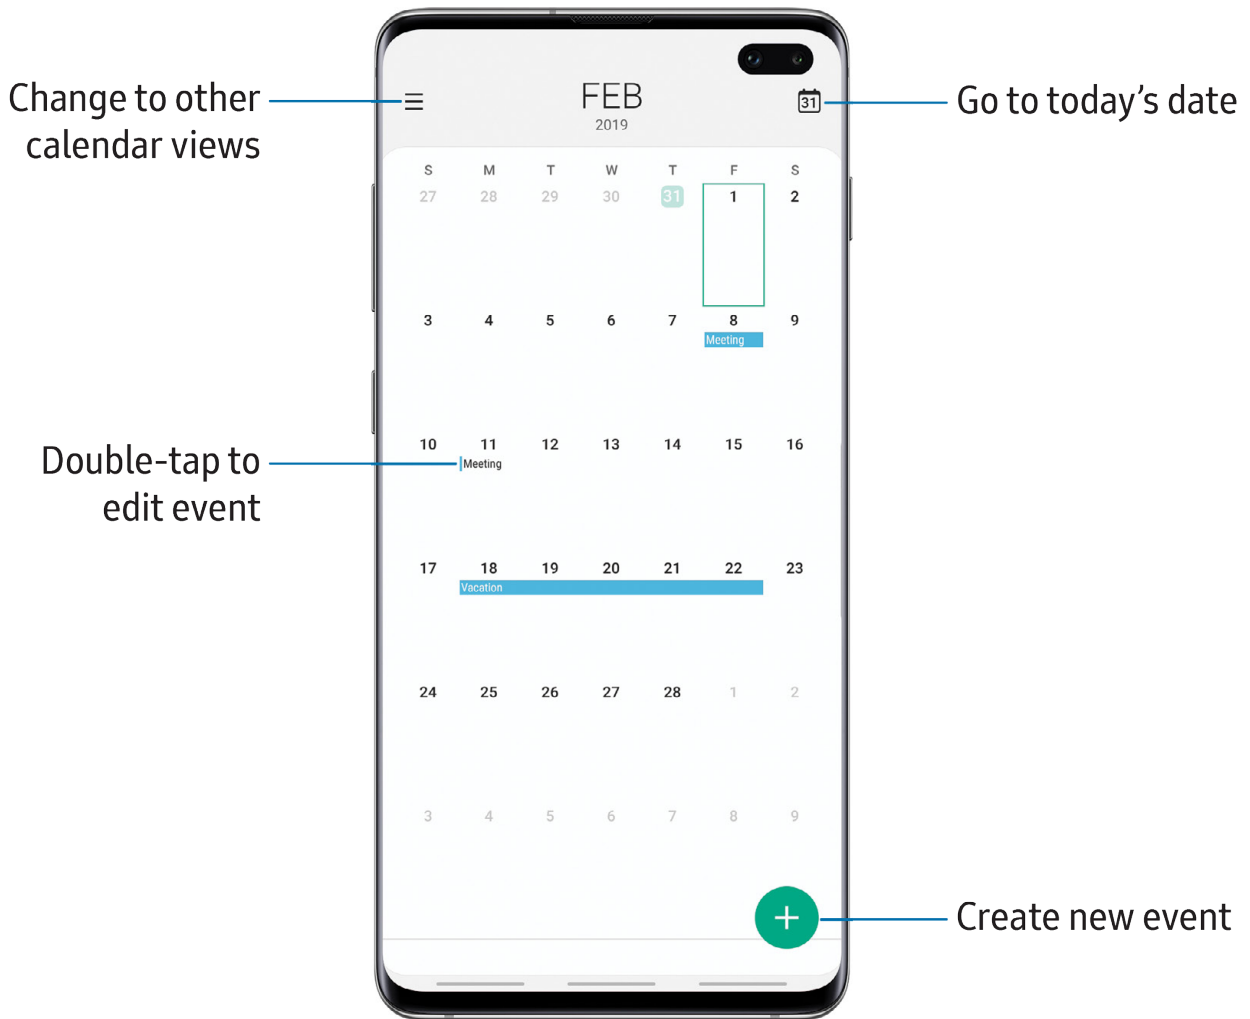 Change to other
calendar views
FEB
2019
31
Go to today's date
S M T W T F S
27 28 29 30 31 1 2
3 4 5 6 7 8 9
Meeting
Double-tap to
edit event
10 11 12 13 14 15 16
Meeting
17 18 19 20 21 22 23
Vacation
24 25 26 27 28 1 2
3 4 5 6 7 8 9
Create new event